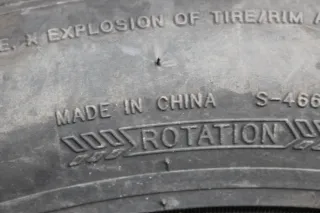 EXPLOSION OF TIRE/RIM
MADE IN CHINA S-466
ROTATION